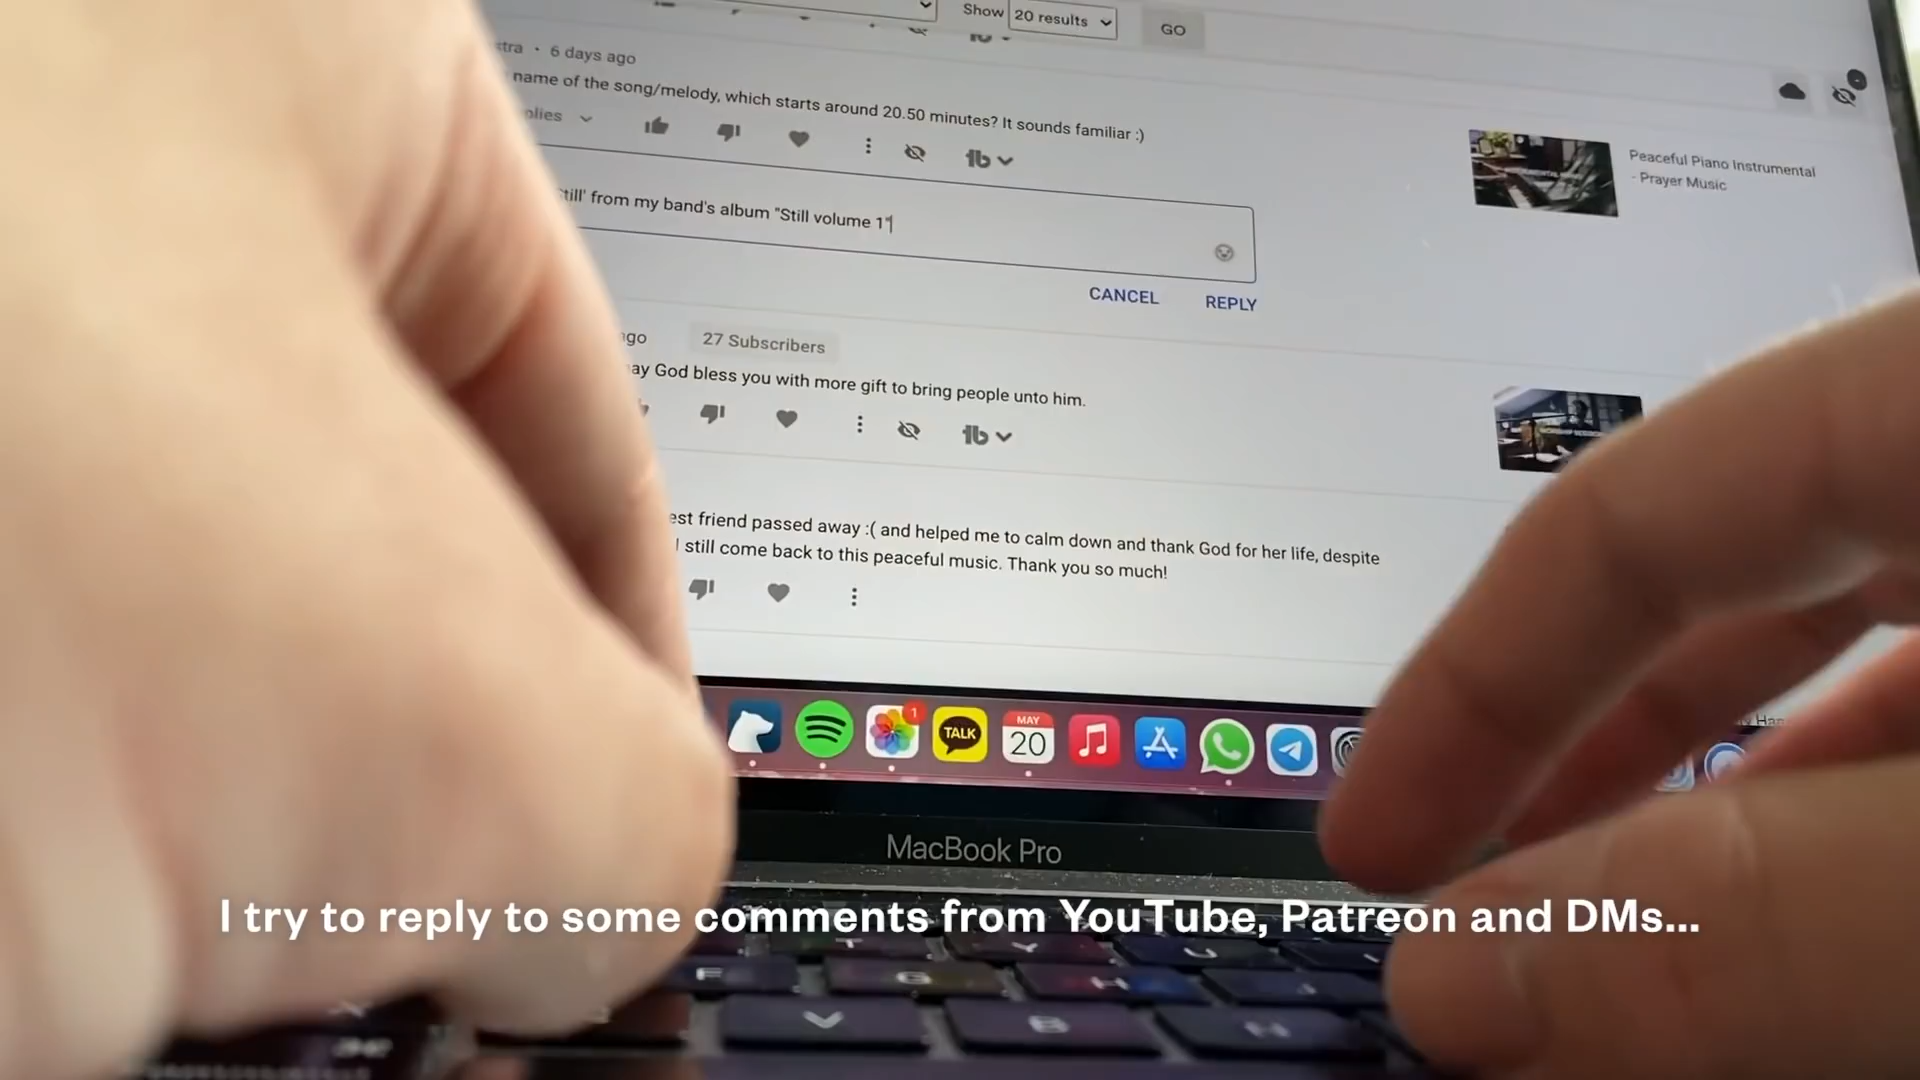 Show 20 results GO
6 days ago
name of the song/melody, which starts around 20.50 minutes? It sounds familiar :)
Peaceful Piano Instrumental
- Prayer Music
from my band's album "Still volume 1"
CANCEL REPLY
27 Subscribers
God bless you with more gift to bring people unto him.
friend passed away :( and helped me to calm down and thank God for her life, despite
I still come back to this peaceful music. Thank you so much!
1
TALK
MAY
20
MacBook Pro
I try to reply to some comments from YouTube, Patreon and DMs...
T Y U
F G H J
V B N